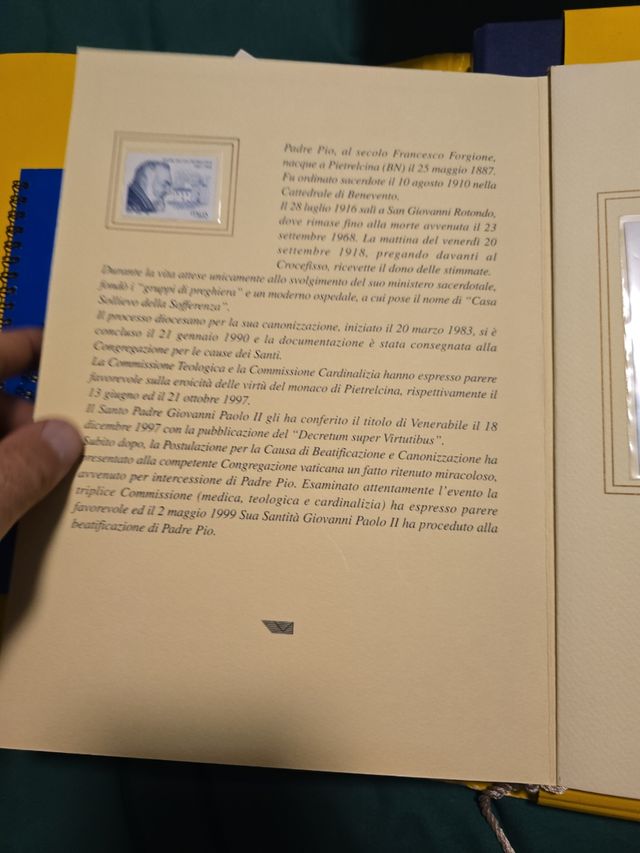 ITALIA
Padre Pio, al secolo Francesco Forgione,
nacque a Pietrelcina (BN) il 25 maggio 1887.
Fu ordinato sacerdote il 10 agosto 1910 nella
Cattedrale di Benevento.
Il 28 luglio 1916 salì a San Giovanni Rotondo,
dove rimase fino alla morte avvenuta il 23
settembre 1968. La mattina del venerdì 20
settembre 1918, pregando davanti al
Crocefisso, ricevette il dono delle stimmate.
Durante la vita attese unicamente allo svolgimento del suo ministero sacerdotale,
fondò i “gruppi di preghiera” e un moderno ospedale, a cui pose il nome di “Casa
Sollievo della Sofferenza”.
Il processo diocesano per la sua canonizzazione, iniziato il 20 marzo 1983, si è
concluso il 21 gennaio 1990 e la documentazione è stata consegnata alla
Congregazione per le cause dei Santi.
La Commissione Teologica e la Commissione Cardinalizia hanno espresso parere
favorevole sulla eroicità delle virtù del monaco di Pietrelcina, rispettivamente il
13 giugno ed il 21 ottobre 1997.
Il Santo Padre Giovanni Paolo II gli ha conferito il titolo di Venerabile il 18
dicembre 1997 con la pubblicazione del “Decretum super Virtutibus”.
Subito dopo, la Postulazione per la Causa di Beatificazione e Canonizzazione ha
presentato alla competente Congregazione vaticana un fatto ritenuto miracoloso,
avvenuto per intercessione di Padre Pio. Esaminato attentamente l’evento la
triplice Commissione (medica, teologica e cardinalizia) ha espresso parere
favorevole ed il 2 maggio 1999 Sua Santità Giovanni Paolo II ha proceduto alla
beatificazione di Padre Pio.